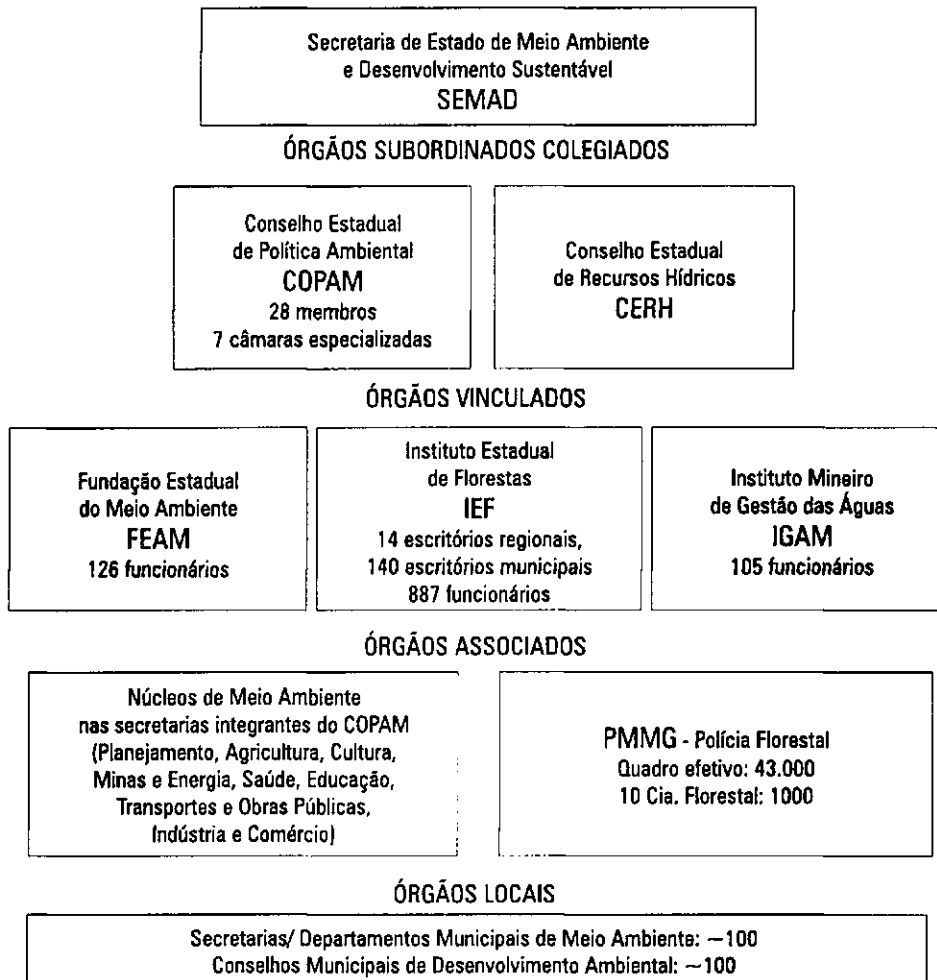 Secretaria de Estado de Meio Ambiente
e Desenvolvimento Sustentável
SEMAD
ÓRGÃOS SUBORDINADOS COLEGIADOS
Conselho Estadual
de Política Ambiental
COPAM
28 membros
7 câmaras especializadas
Conselho Estadual
de Recursos Hídricos
CERH
ÓRGÃOS VINCULADOS
Fundação Estadual
do Meio Ambiente
FEAM
126 funcionários
Instituto Estadual
de Florestas
IEF
14 escritórios regionais,
140 escritórios municipais
887 funcionários
Instituto Mineiro
de Gestão das Águas
IGAM
105 funcionários
ÓRGÃOS ASSOCIADOS
Núcleos de Meio Ambiente
nas secretarias integrantes do COPAM
(Planejamento, Agricultura, Cultura,
Minas e Energia, Saúde, Educação,
Transportes e Obras Públicas,
Indústria e Comércio)
PMMG - Polícia Florestal
Quadro efetivo: 43.000
10 Cia. Florestal: 1000
ÓRGÃOS LOCAIS
Secretarias/ Departamentos Municipais de Meio Ambiente: ~100
Conselhos Municipais de Desenvolvimento Ambiental: ~100